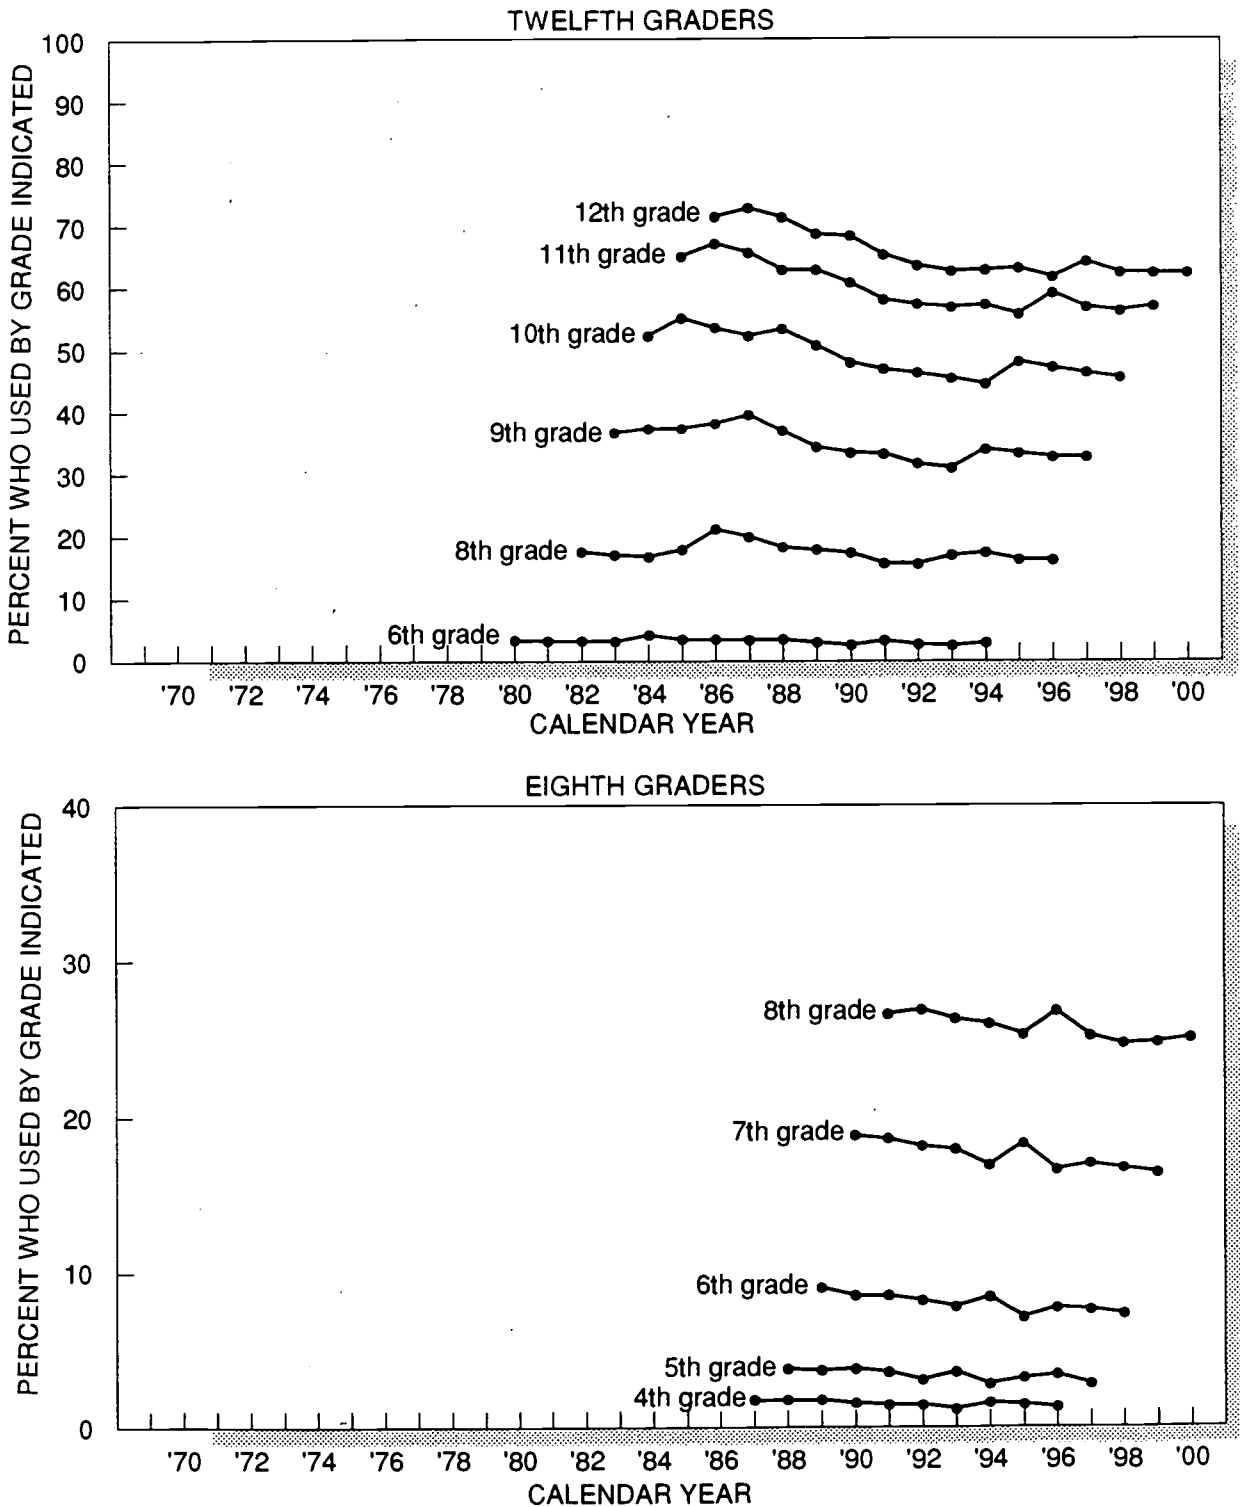 TWELFTH GRADERS
PERCENT WHO USED BY GRADE INDICATED
100
90
80
70
60
50
40
30
20
10
0
12th grade
11th grade
10th grade
9th grade
8th grade
6th grade
'70 '72 '74 '76 '78 '80 '82 '84 '86 '88 '90 '92 '94 '96 '98 '00
CALENDAR YEAR
EIGHTH GRADERS
PERCENT WHO USED BY GRADE INDICATED
40
30
20
10
0
8th grade
7th grade
6th grade
5th grade
4th grade
'70 '72 '74 '76 '78 '80 '82 '84 '86 '88 '90 '92 '94 '96 '98 '00
CALENDAR YEAR